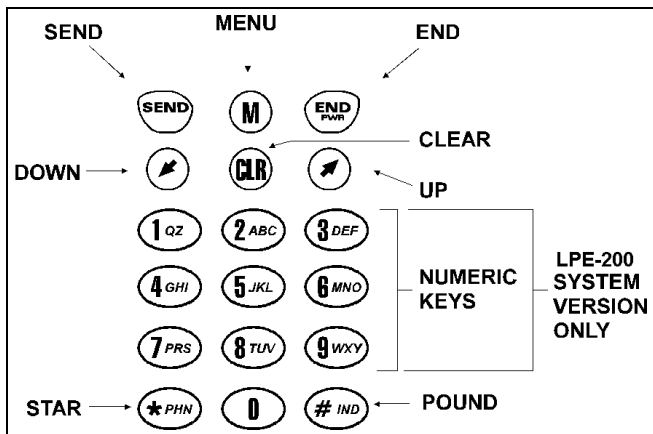 SEND MENU END
SEND M END
PWR
CLR CLEAR
DOWN UP
1 QZ 2 ABC 3 DEF
4 GHI 5 JKL 6 MNO
7 PRS 8 TUV 9 WXY
NUMERIC
KEYS
LPE-200
SYSTEM
VERSION
ONLY
STAR * PHN 0 # IND POUND